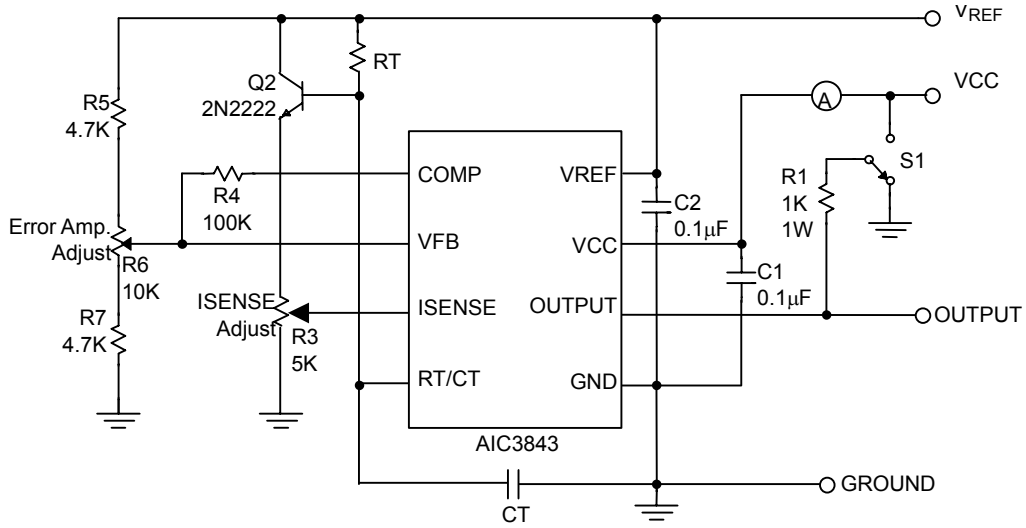 VREF
RT
Q2
2N2222
VCC
A
R5
4.7K
S1
COMP
VREF
R1
1K
1W
R4
100K
C2
0.1μF
Error Amp.
Adjust
VFB
VCC
R6
10K
C1
0.1μF
ISENSE
Adjust
ISENSE
OUTPUT
OUTPUT
R7
4.7K
R3
5K
RT/CT
GND
AIC3843
GROUND
CT